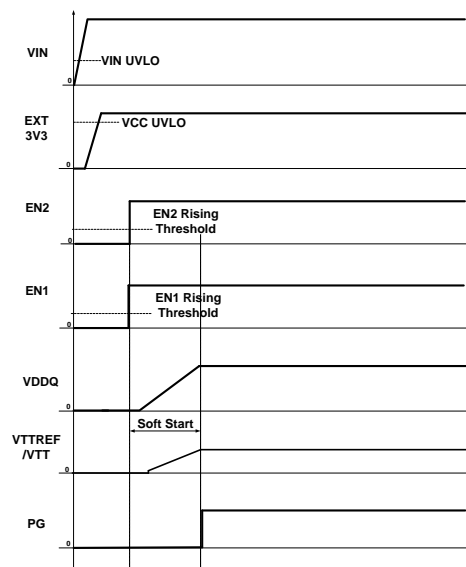 VIN
VIN UVLO
0
EXT
3V3
VCC UVLO
0
EN2
EN2 Rising
Threshold
0
EN1
EN1 Rising
Threshold
0
VDDQ
0
Soft Start
VTTREF
/VTT
0
PG
0